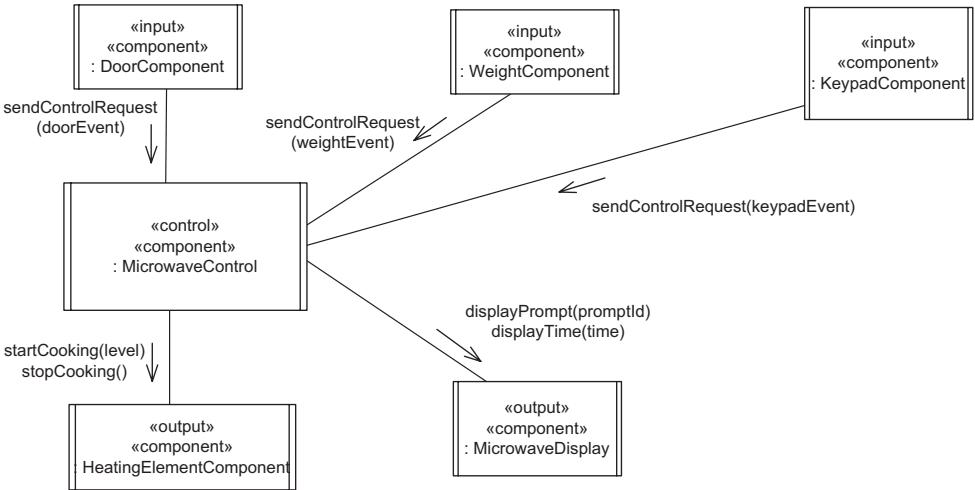 «input»
«component»
: DoorComponent
«input»
«component»
: WeightComponent
«input»
«component»
: KeypadComponent
sendControlRequest
(doorEvent)
sendControlRequest
(weightEvent)
sendControlRequest(keypadEvent)
«control»
«component»
: MicrowaveControl
displayPrompt(promptId)
displayTime(time)
startCooking(level)
stopCooking()
«output»
«component»
: HeatingElementComponent
«output»
«component»
: MicrowaveDisplay